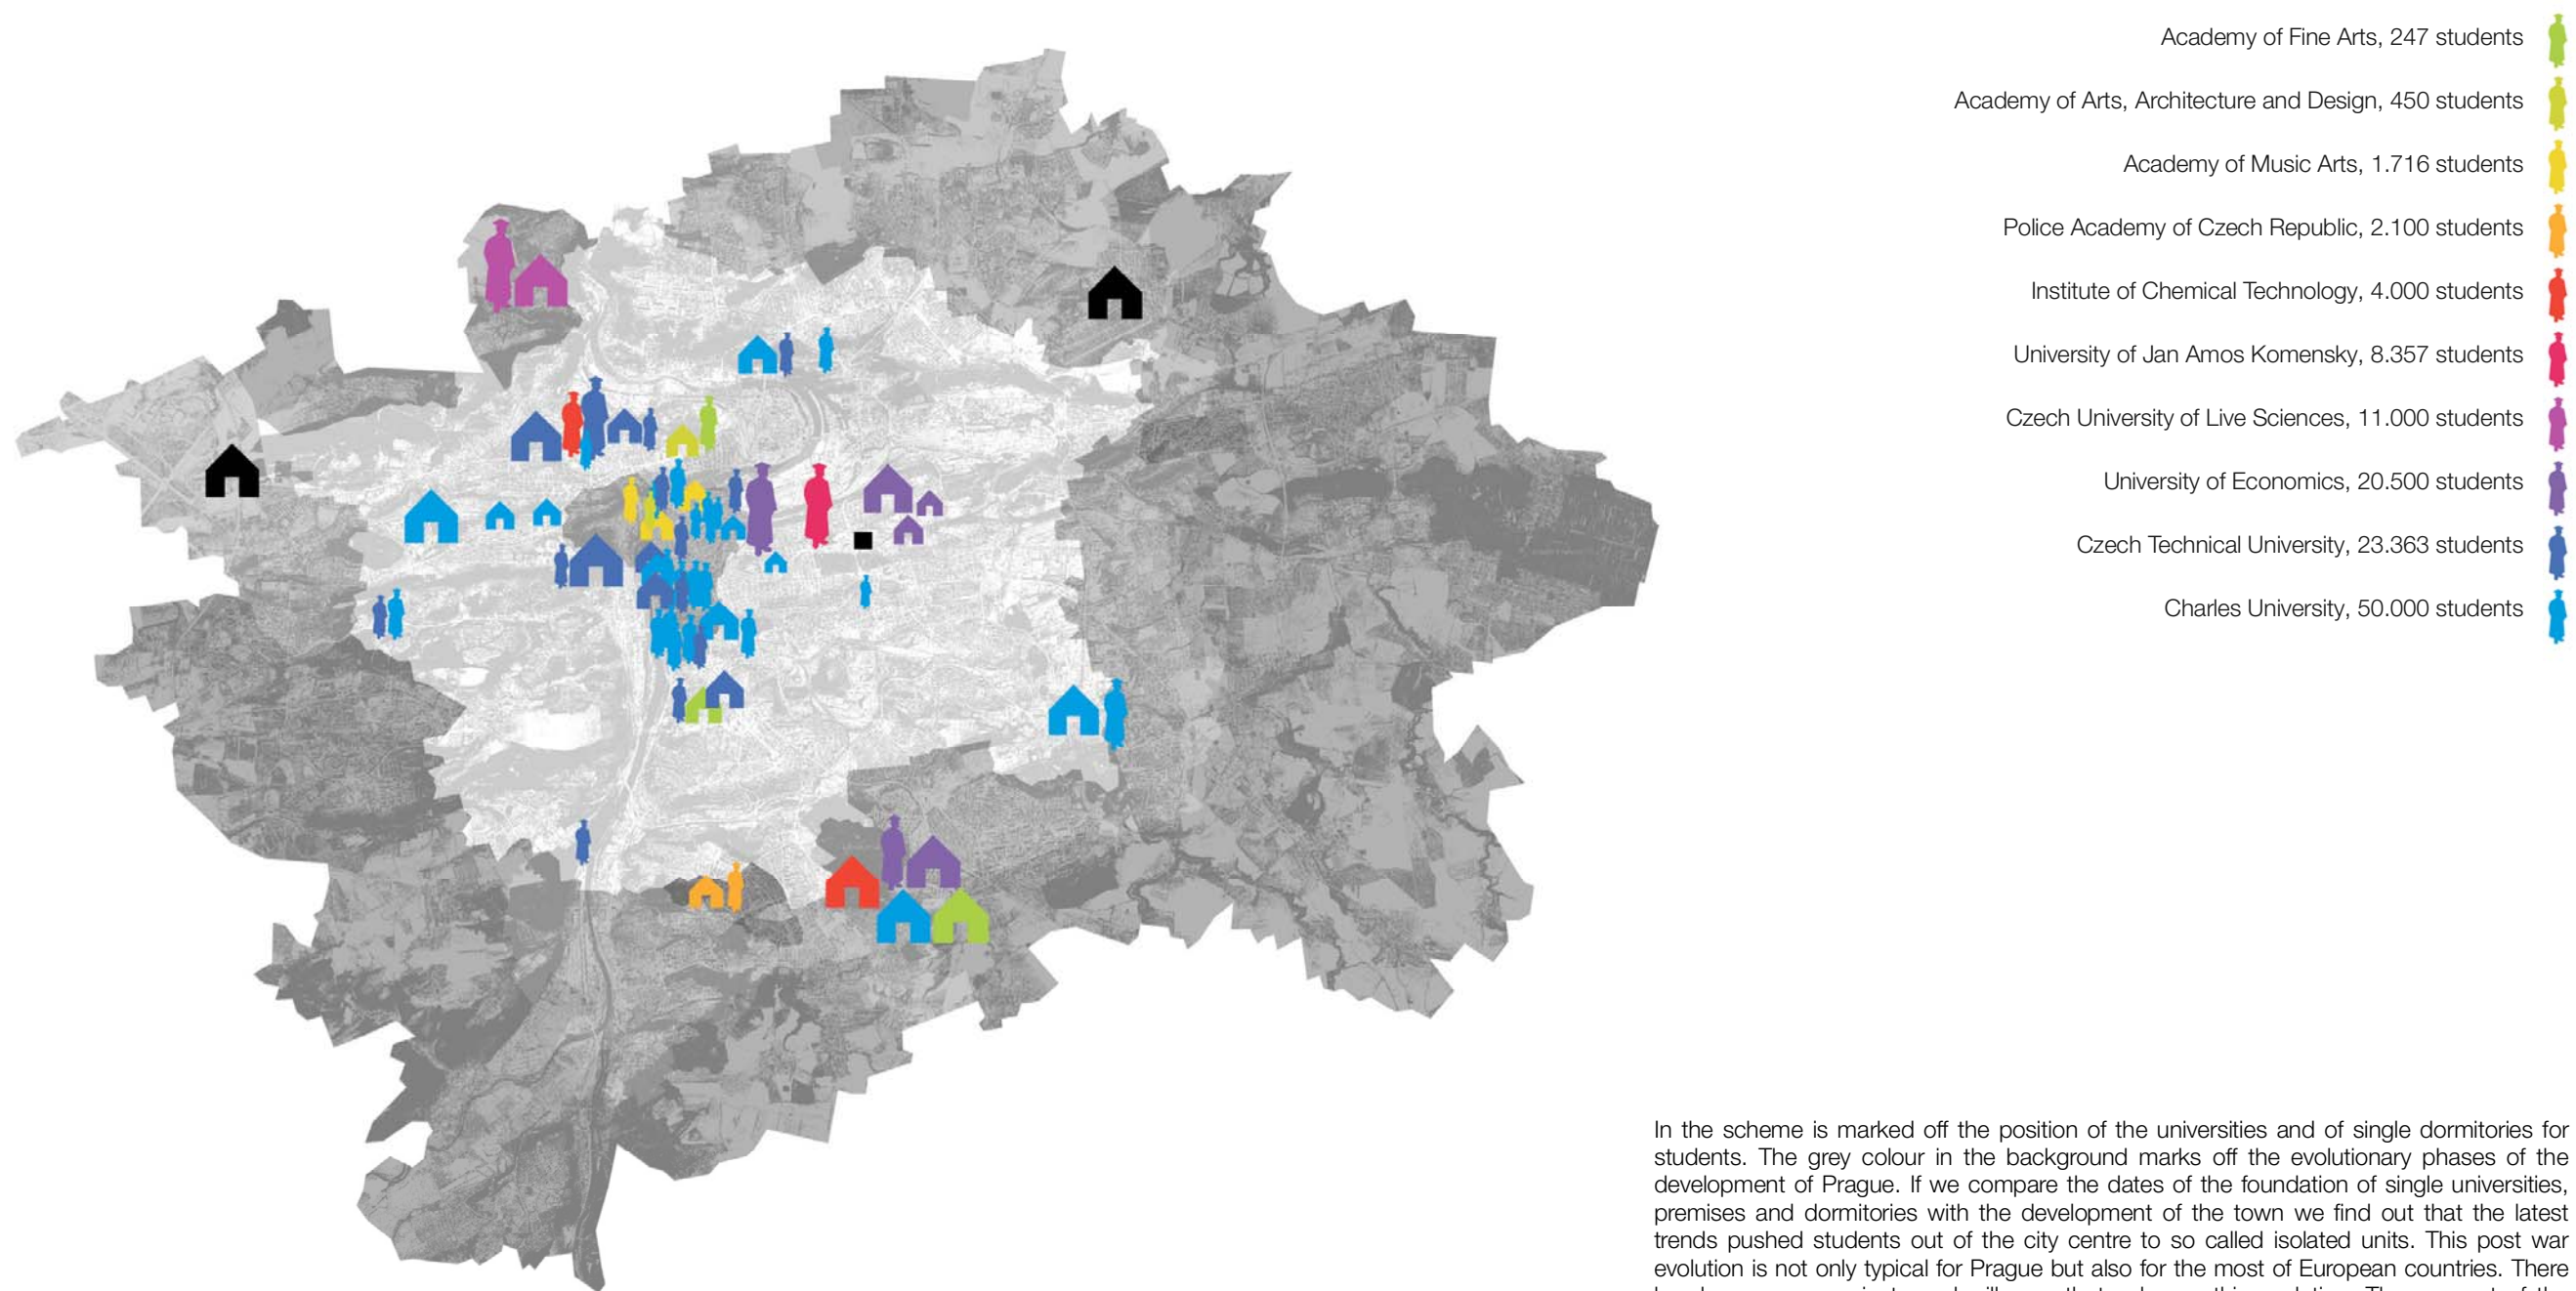 Academy of Fine Arts, 247 students
Academy of Arts, Architecture and Design, 450 students
Academy of Music Arts, 1.716 students
Police Academy of Czech Republic, 2.100 students
Institute of Chemical Technology, 4.000 students
University of Jan Amos Komensky, 8.357 students
Czech University of Live Sciences, 11.000 students
University of Economics, 20.500 students
Czech Technical University, 23.363 students
Charles University, 50.000 students
In the scheme is marked off the position of the universities and of single dormitories for
students. The grey colour in the background marks off the evolutionary phases of the
development of Prague. If we compare the dates of the foundation of single universities,
premises and dormitories with the development of the town we find out that the latest
trends pushed students out of the city centre to so called isolated units. This post war
evolution is not only typical for Prague but also for the most of European countries. There